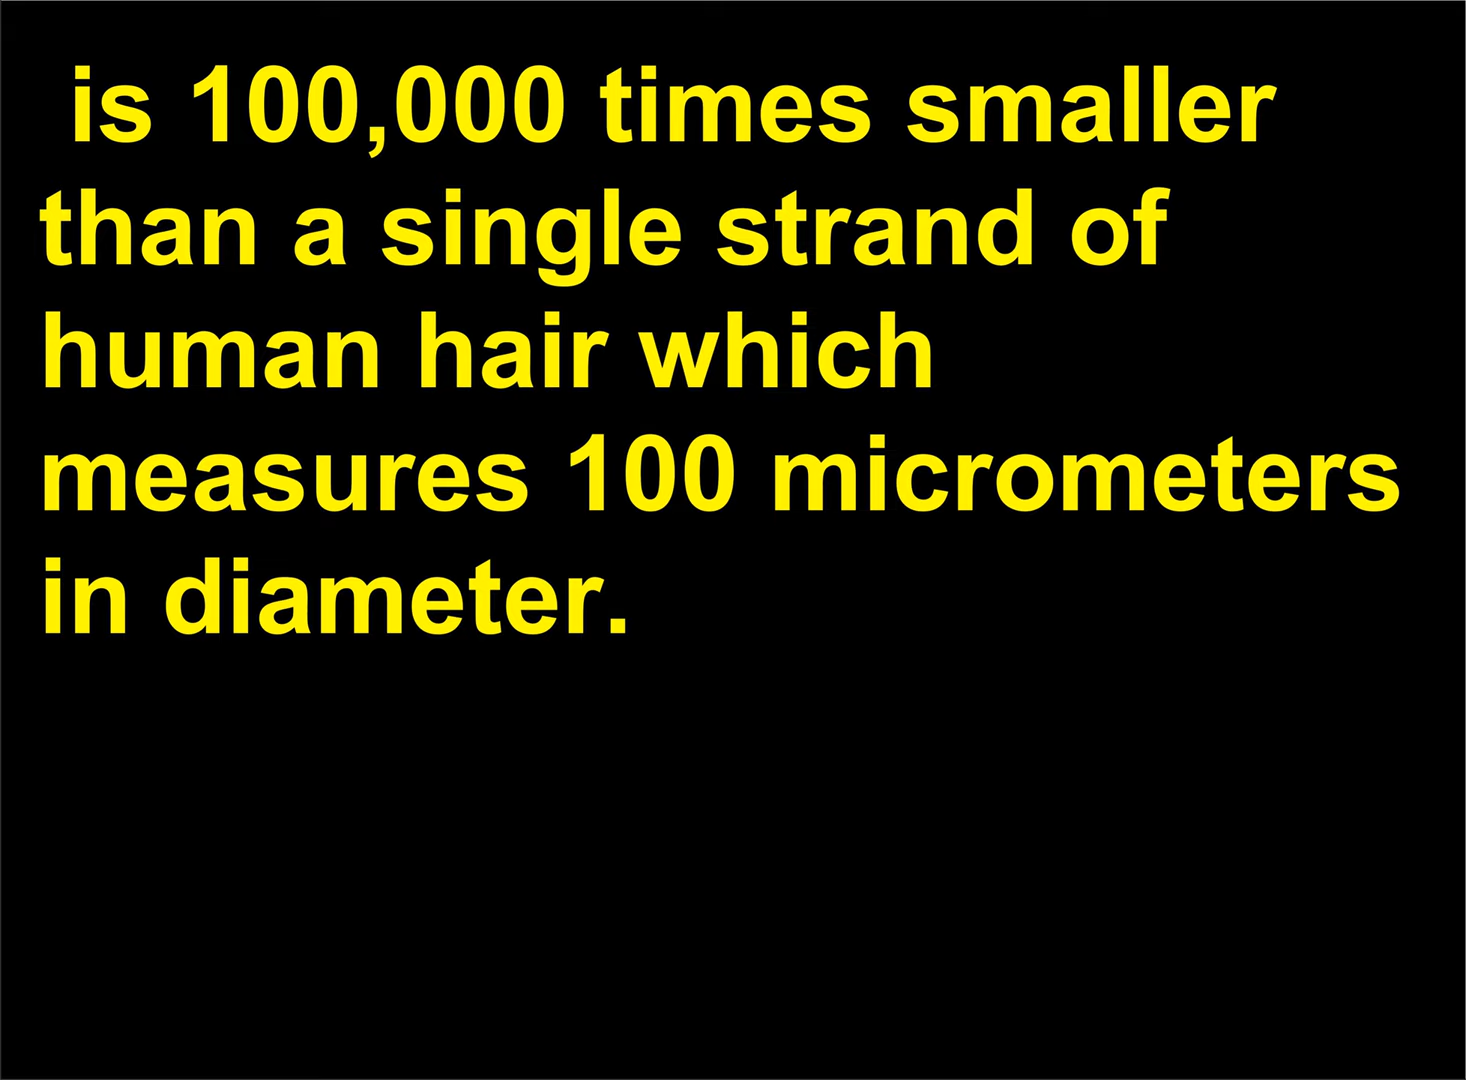 is 100,000 times smaller
than a single strand of
human hair which
measures 100 micrometers
in diameter.